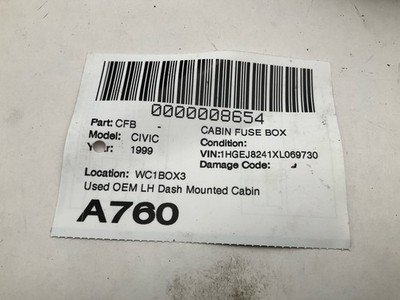 0000008654
Part: CFB - CABIN FUSE BOX
Model: CIVIC Condition:
Year: 1999 VIN:1HGEJ8241XL069730
Damage Code:
Location: WC1BOX3
Used OEM LH Dash Mounted Cabin
A760